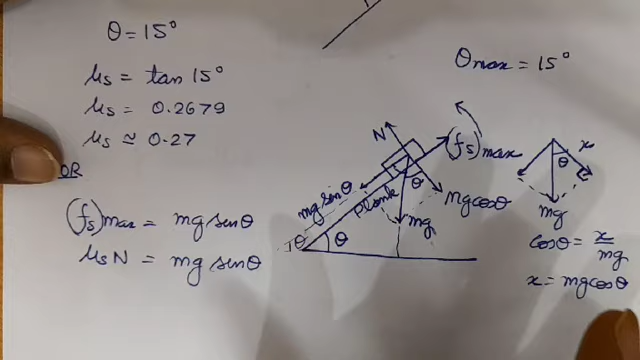 θ = 15°
μs = tan 15°
μs = 0.2679
μs ≃ 0.27
OR
(fs)max = mg sinθ
μsN = mg sinθ
θmax = 15°
N
(fs)max
θ
mg sinθ
Plank
mg cosθ
mg
θ
θ
x
θ
mg
cosθ = x/mg
x = mg cosθ